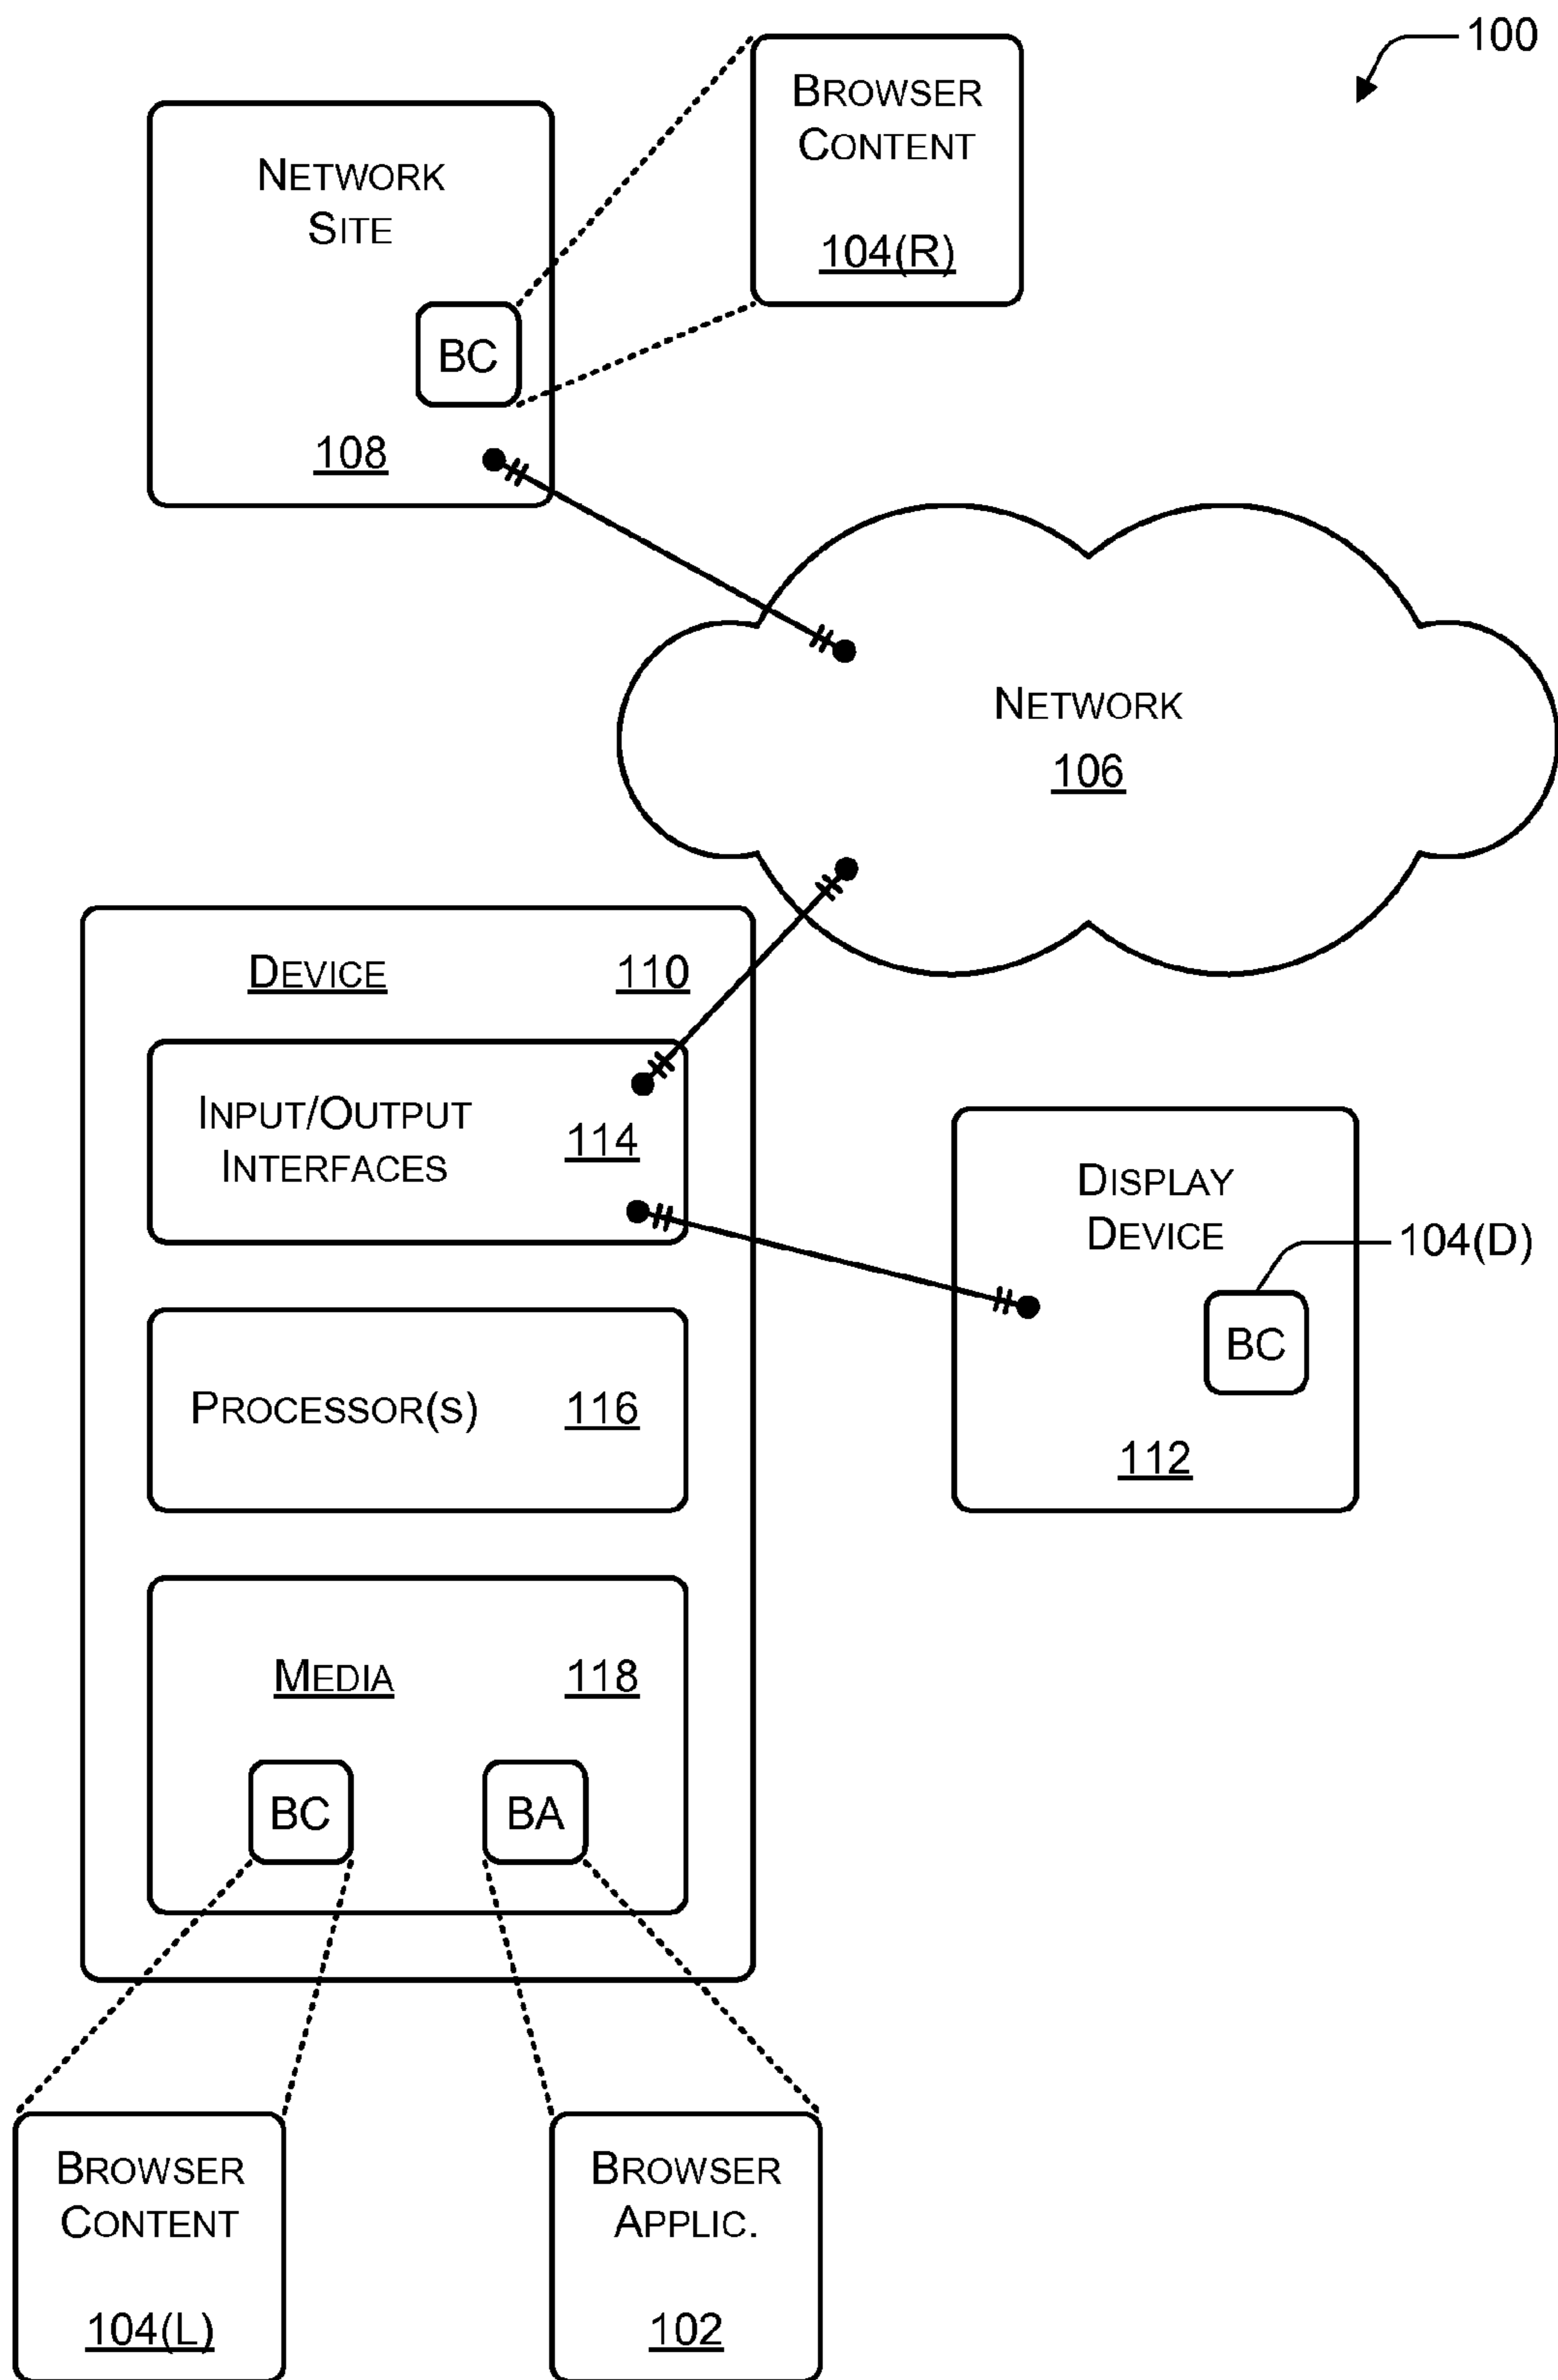 100
BROWSER
CONTENT
104(R)
NETWORK
SITE
BC
108
NETWORK
106
DEVICE 110
INPUT/OUTPUT
INTERFACES
114
DISPLAY
DEVICE
104(D)
BC
112
PROCESSOR(S) 116
MEDIA 118
BC BA
BROWSER
CONTENT
104(L)
BROWSER
APPLIC.
102